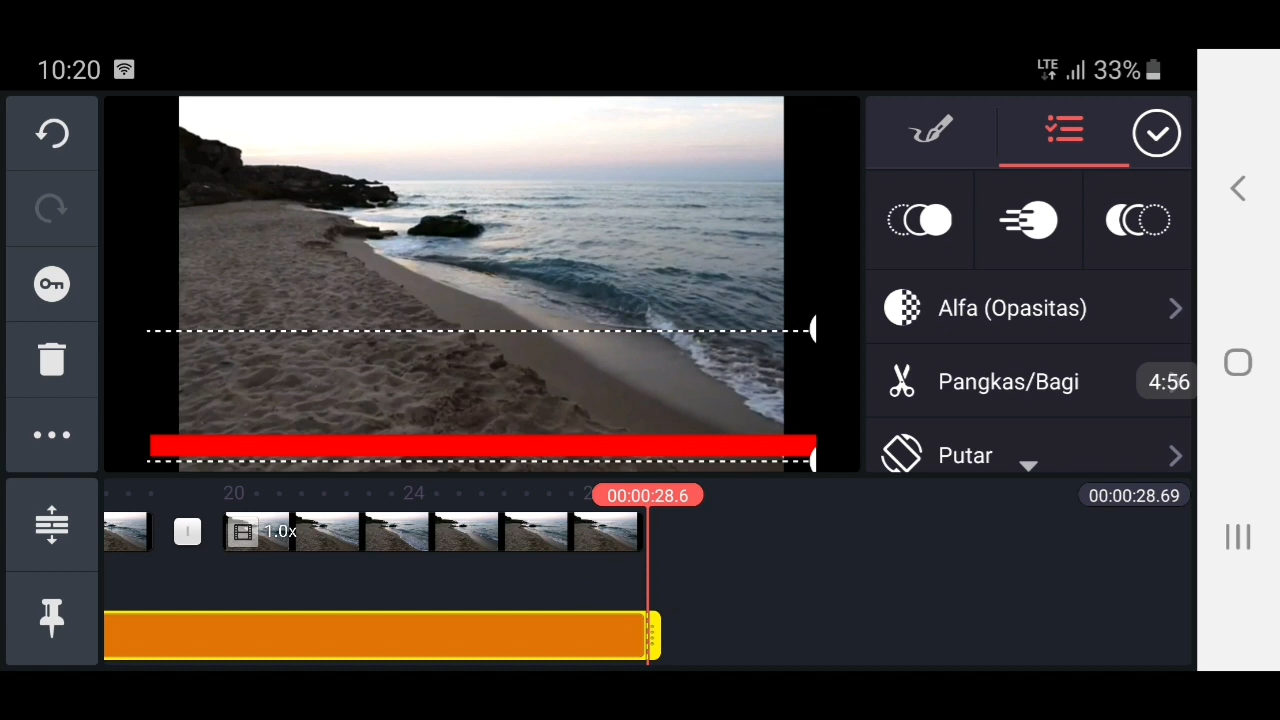 10:20
LTE 33%
Alfa (Opasitas)
Pangkas/Bagi 4:56
Putar
20 24 2 00:00:28.6 00:00:28.69
1.0x